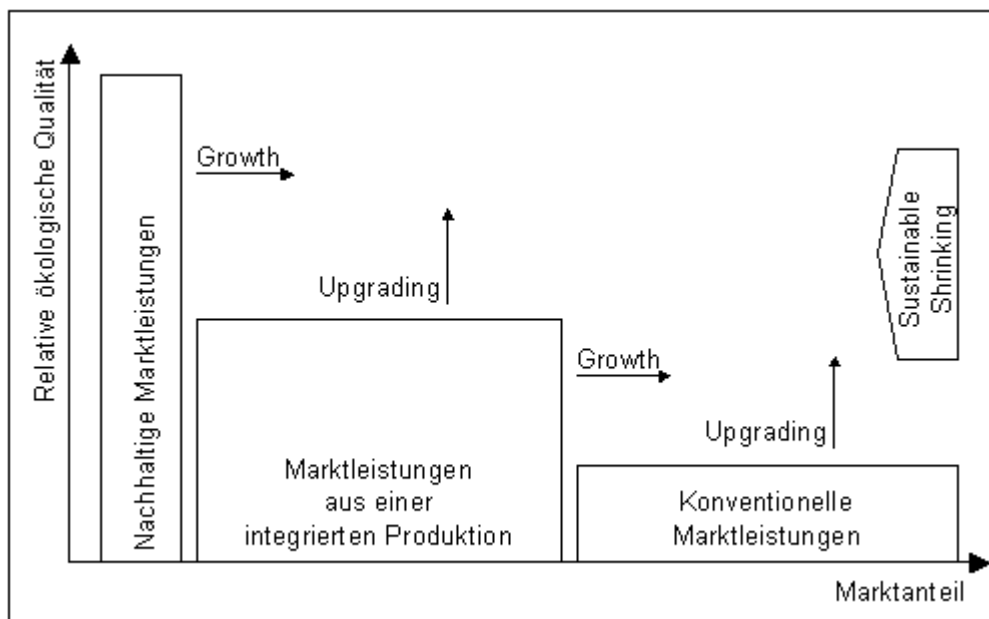 Relative ökologische Qualität
Nachhaltige Marktleistungen
Growth
Upgrading
Marktleistungen
aus einer
integrierten Produktion
Growth
Upgrading
Konventionelle
Marktleistungen
Sustainable
Shrinking
Marktanteil